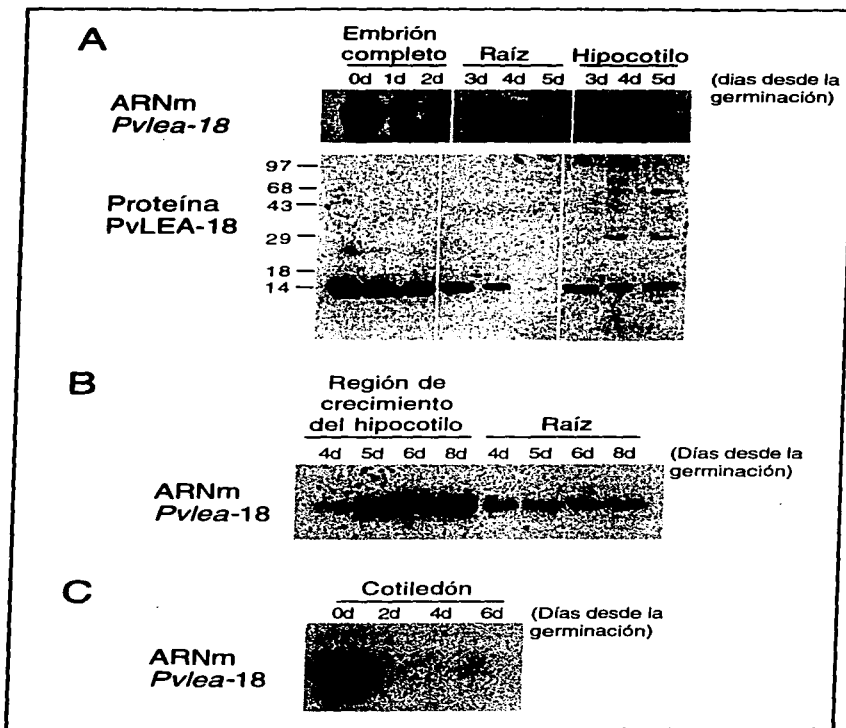 A
Embrión completo
Raíz
Hipocotilo
0d 1d 2d 3d 4d 5d 3d 4d 5d
(dias desde la germinación)
ARNm
Pvlea-18
Proteína
PvLEA-18
97
68
43
29
18
14
B
Región de
crecimiento
del hipocotilo
Raíz
4d 5d 6d 8d 4d 5d 6d 8d
(Días desde la
germinación)
ARNm
Pvlea-18
C
Cotiledón
0d 2d 4d 6d
(Días desde la
germinación)
ARNm
Pvlea-18